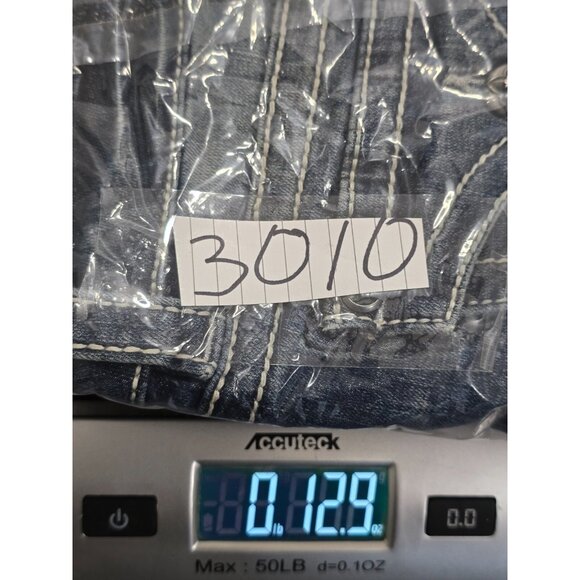 3010
Accuteck
0 lb 12.9 oz
0.0
Max : 50LB d=0.1OZ